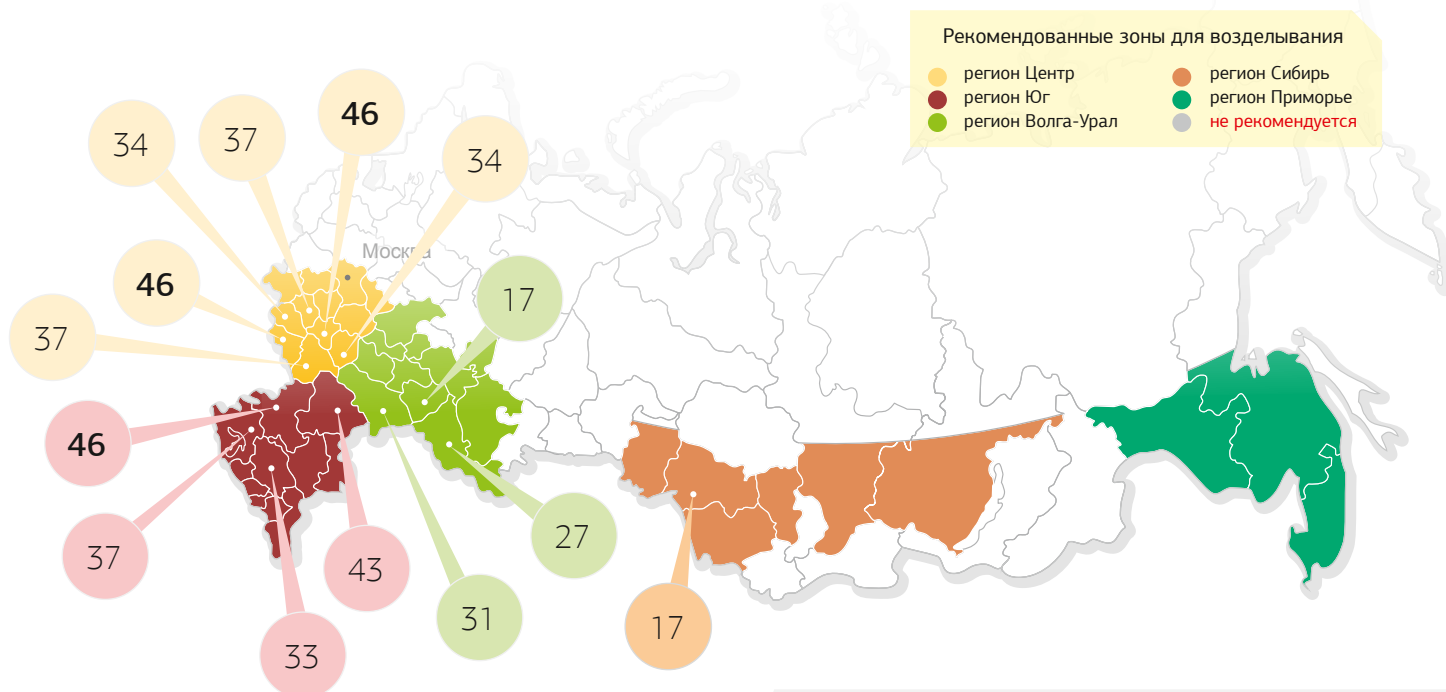 Рекомендованные зоны для возделывания
регион Центр
регион Юг
регион Волга-Урал
регион Сибирь
регион Приморье
не рекомендуется
46
37
34
34
Москва
46
17
37
46
37
43
27
31
17
33